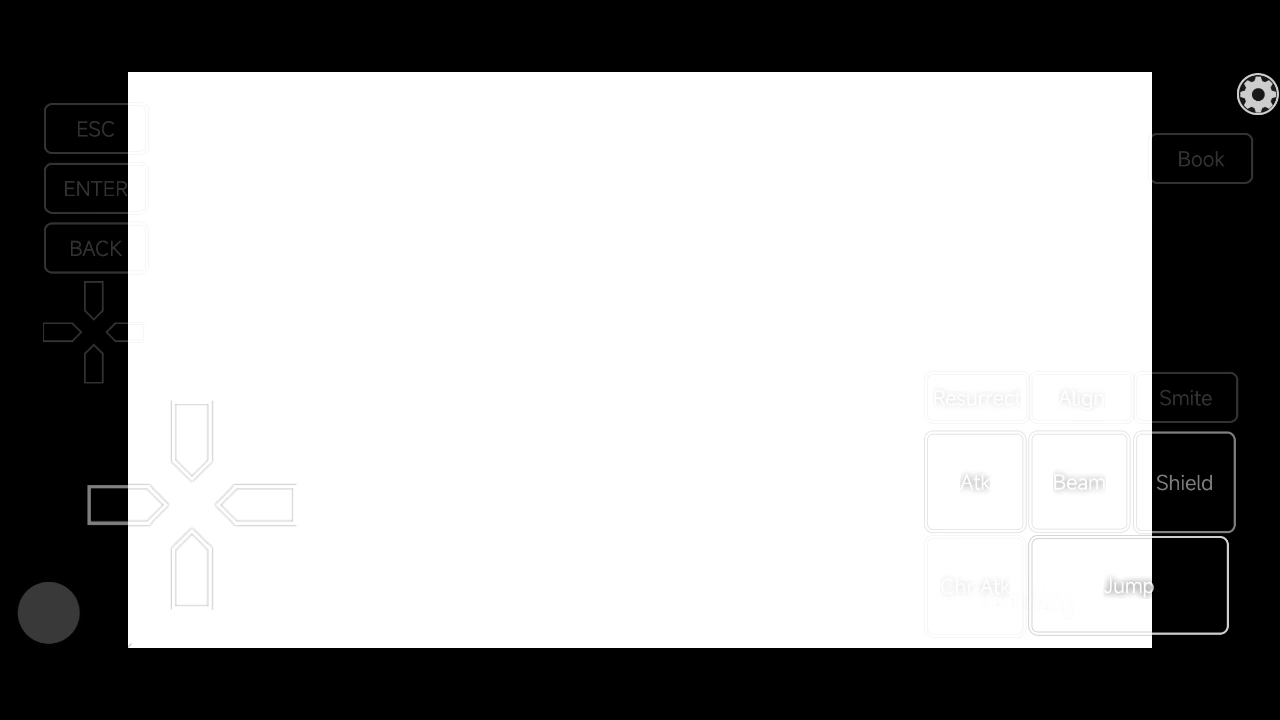 ESC
Book
ENTER
BACK
Resurrect
Align
Smite
Atk
Beam
Shield
Chr Atk
Jump